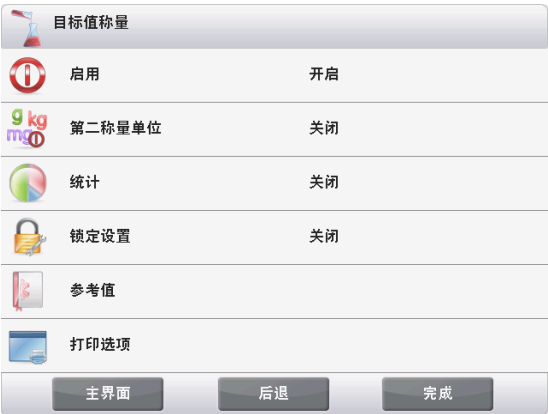 目标值称量
启用 开启
g kg mg
第二称量单位 关闭
统计 关闭
锁定设置 关闭
参考值
打印选项
主界面 后退 完成